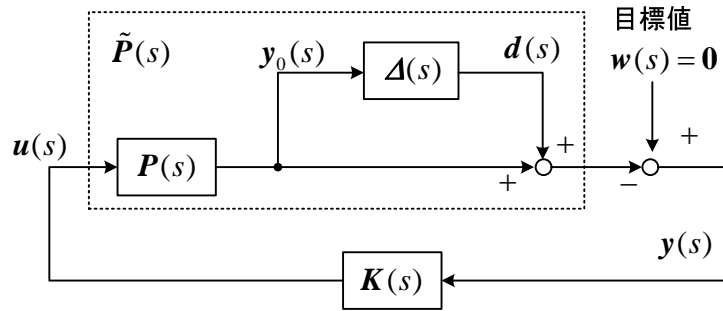 目標値
P̃(s)
y₀(s)
Δ(s)
d(s)
w(s) = 0
u(s)
P(s)
+
+
−
+
y(s)
K(s)